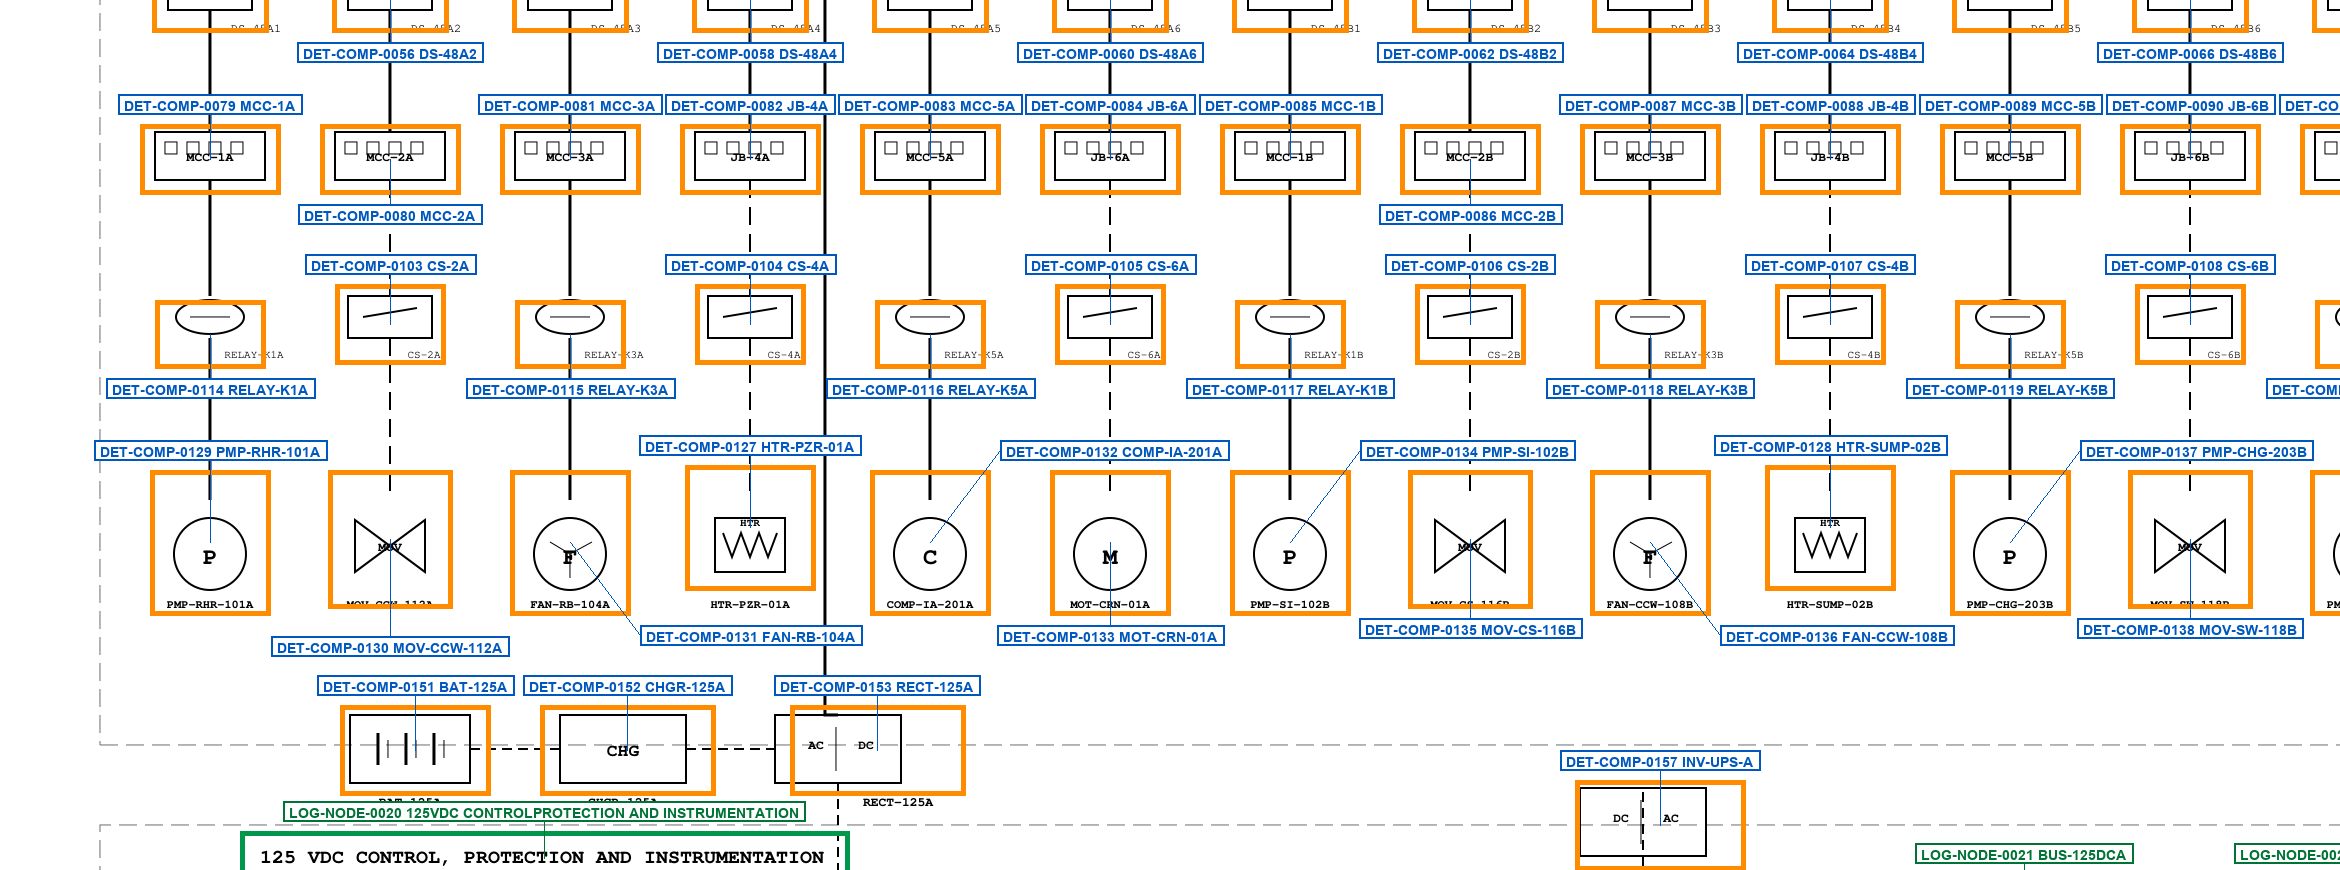 DET-COMP-0056 DS-48A2
DET-COMP-0058 DS-48A4
DET-COMP-0060 DS-48A6
DET-COMP-0062 DS-48B2
DET-COMP-0064 DS-48B4
DET-COMP-0066 DS-48B6
DET-COMP-0079 MCC-1A
DET-COMP-0081 MCC-3A
DET-COMP-0082 JB-4A
DET-COMP-0083 MCC-5A
DET-COMP-0084 JB-6A
DET-COMP-0085 MCC-1B
DET-COMP-0087 MCC-3B
DET-COMP-0088 JB-4B
DET-COMP-0089 MCC-5B
DET-COMP-0090 JB-6B
MCC-1A
MCC-2A
MCC-3A
JB-4A
MCC-5A
JB-6A
MCC-1B
MCC-2B
MCC-3B
JB-4B
MCC-5B
JB-6B
DET-COMP-0080 MCC-2A
DET-COMP-0086 MCC-2B
DET-COMP-0103 CS-2A
DET-COMP-0104 CS-4A
DET-COMP-0105 CS-6A
DET-COMP-0106 CS-2B
DET-COMP-0107 CS-4B
DET-COMP-0108 CS-6B
RELAY-K1A
CS-2A
RELAY-K3A
CS-4A
RELAY-K5A
CS-6A
RELAY-K1B
CS-2B
RELAY-K3B
CS-4B
RELAY-K5B
CS-6B
DET-COMP-0114 RELAY-K1A
DET-COMP-0115 RELAY-K3A
DET-COMP-0116 RELAY-K5A
DET-COMP-0117 RELAY-K1B
DET-COMP-0118 RELAY-K3B
DET-COMP-0119 RELAY-K5B
DET-COMP-0129 PMP-RHR-101A
DET-COMP-0127 HTR-PZR-01A
DET-COMP-0132 COMP-IA-201A
DET-COMP-0134 PMP-SI-102B
DET-COMP-0128 HTR-SUMP-02B
DET-COMP-0137 PMP-CHG-203B
P
MOV
F
HTR
C
M
P
MOV
F
HTR
P
MOV
PMP-RHR-101A
FAN-RB-104A
HTR-PZR-01A
COMP-IA-201A
MOT-CRN-01A
PMP-SI-102B
FAN-CCW-108B
HTR-SUMP-02B
PMP-CHG-203B
DET-COMP-0130 MOV-CCW-112A
DET-COMP-0131 FAN-RB-104A
DET-COMP-0133 MOT-CRN-01A
DET-COMP-0135 MOV-CS-116B
DET-COMP-0136 FAN-CCW-108B
DET-COMP-0138 MOV-SW-118B
DET-COMP-0151 BAT-125A
DET-COMP-0152 CHGR-125A
DET-COMP-0153 RECT-125A
CHG
AC DC
RECT-125A
DET-COMP-0157 INV-UPS-A
DC AC
LOG-NODE-0020 125VDC CONTROLPROTECTION AND INSTRUMENTATION
125 VDC CONTROL, PROTECTION AND INSTRUMENTATION
LOG-NODE-0021 BUS-125DCA